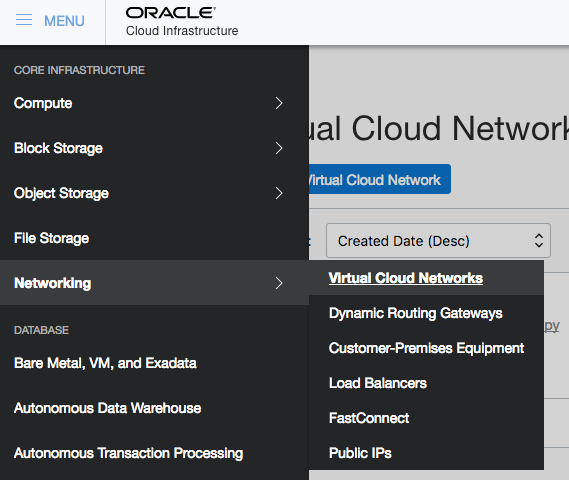 MENU
ORACLE
Cloud Infrastructure
CORE INFRASTRUCTURE
Compute
Block Storage
Object Storage
File Storage
Networking
DATABASE
Bare Metal, VM, and Exadata
Autonomous Data Warehouse
Autonomous Transaction Processing
Virtual Cloud Networks
Dynamic Routing Gateways
Customer-Premises Equipment
Load Balancers
FastConnect
Public IPs
Cloud Network
Virtual Cloud Network
Created Date (Desc)